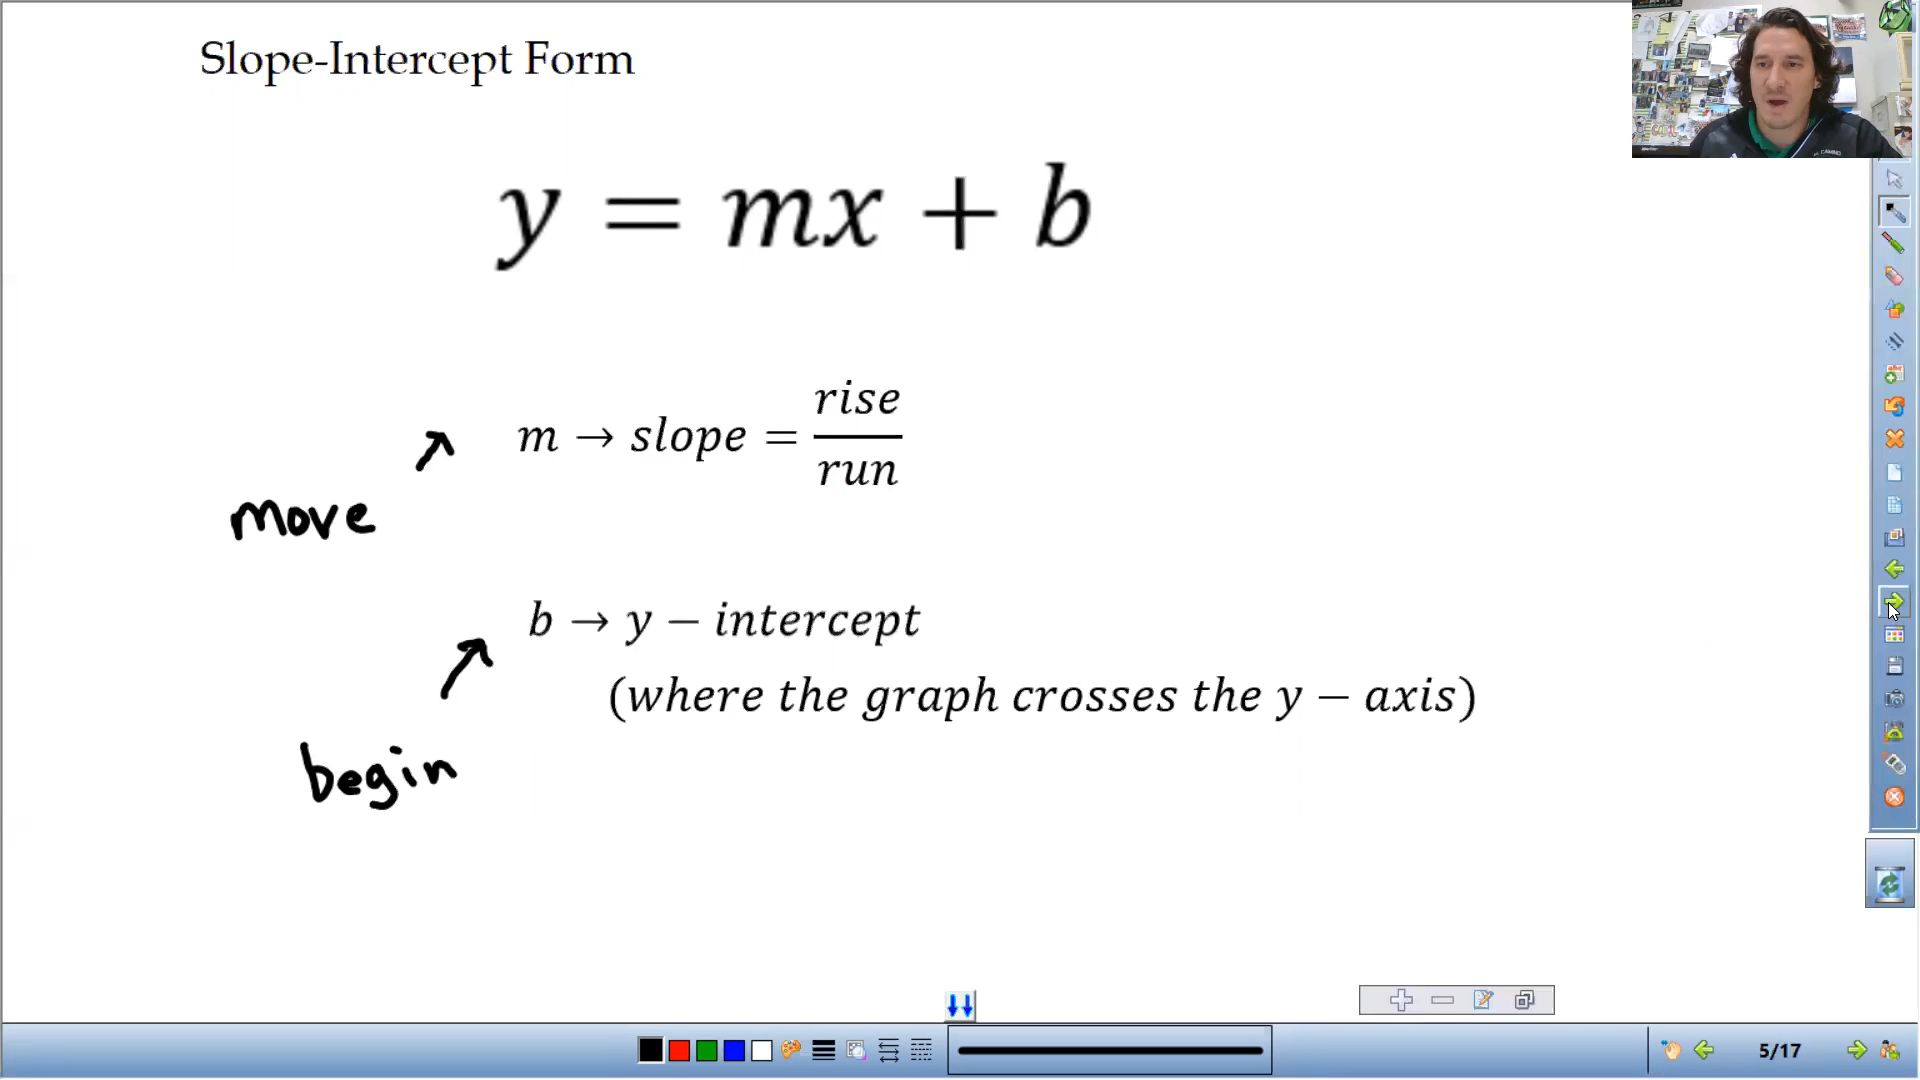 Slope-Intercept Form
y = mx + b
m → slope = rise/run
move
b → y − intercept
(where the graph crosses the y − axis)
begin
5/17